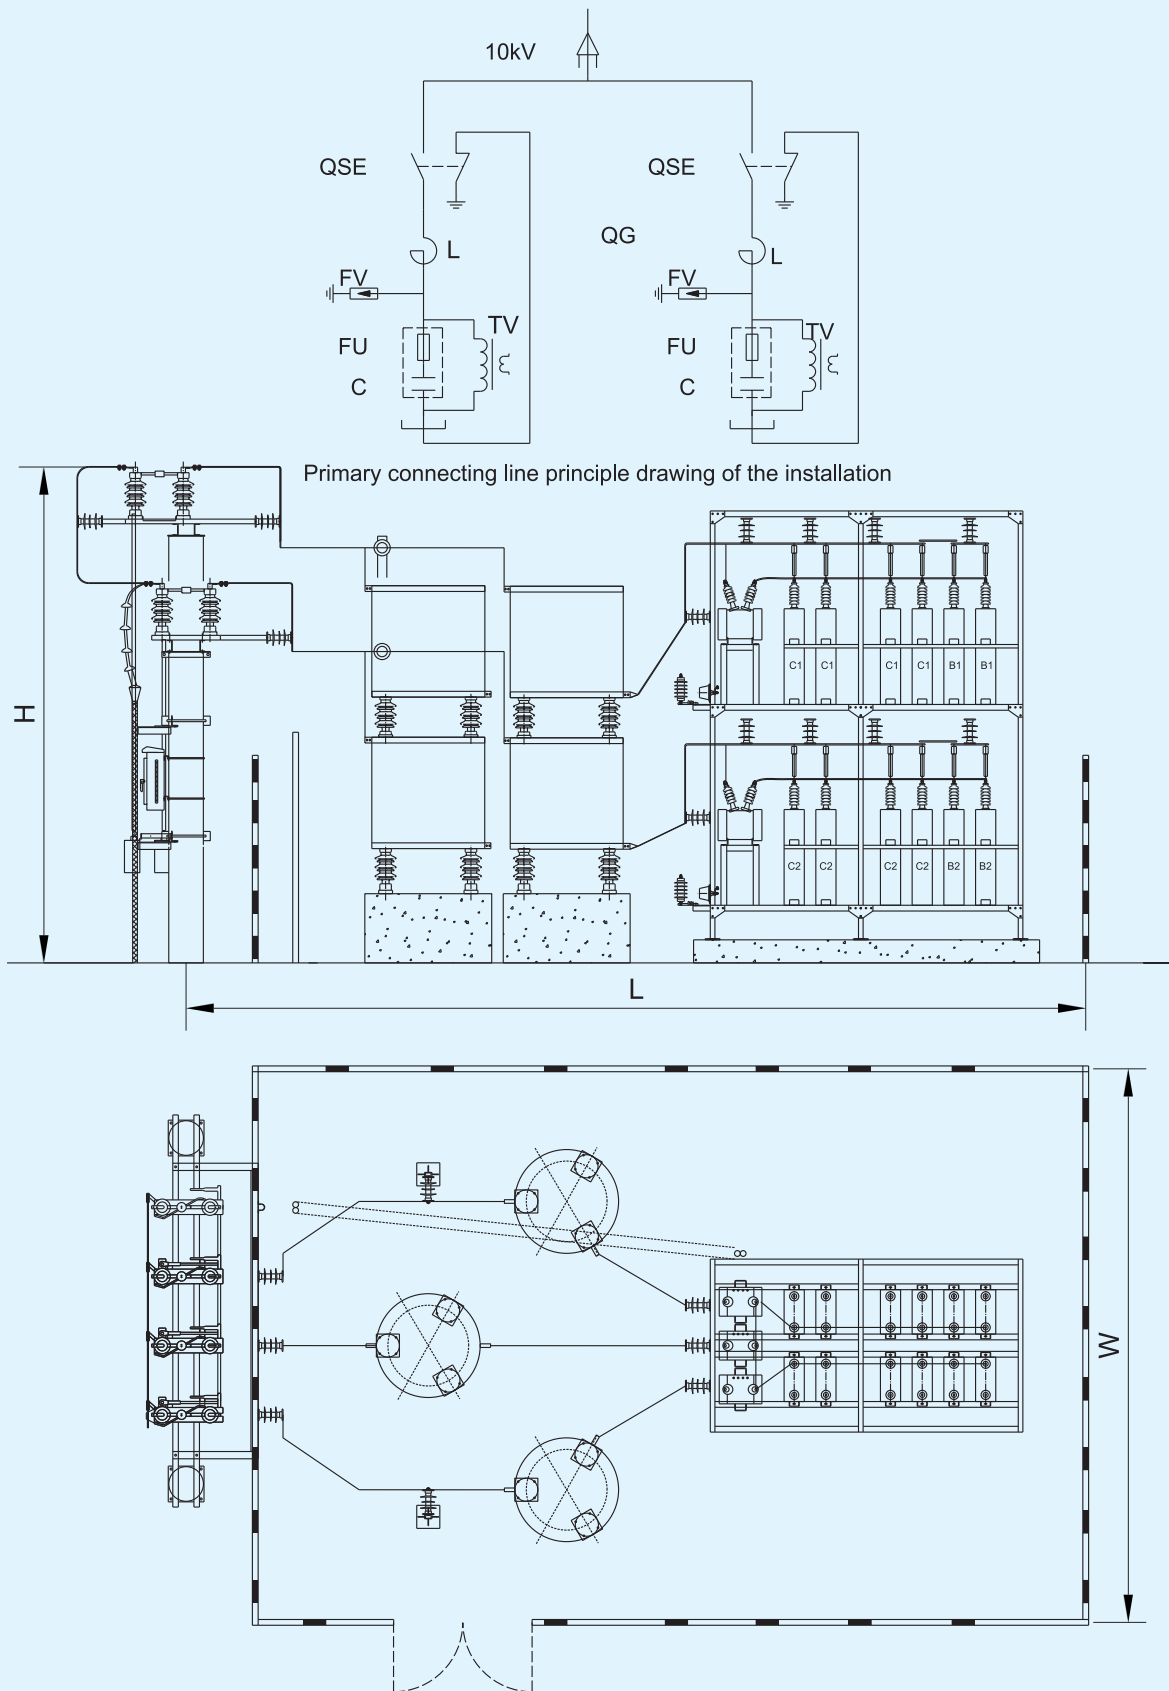 10kV
QSE
QSE
QG
L
L
FV
FV
TV
TV
FU
FU
C
C
Primary connecting line principle drawing of the installation
C1 C1 C1 C1 B1 B1
H
C2 C2 C2 C2 B2 B2
L
W